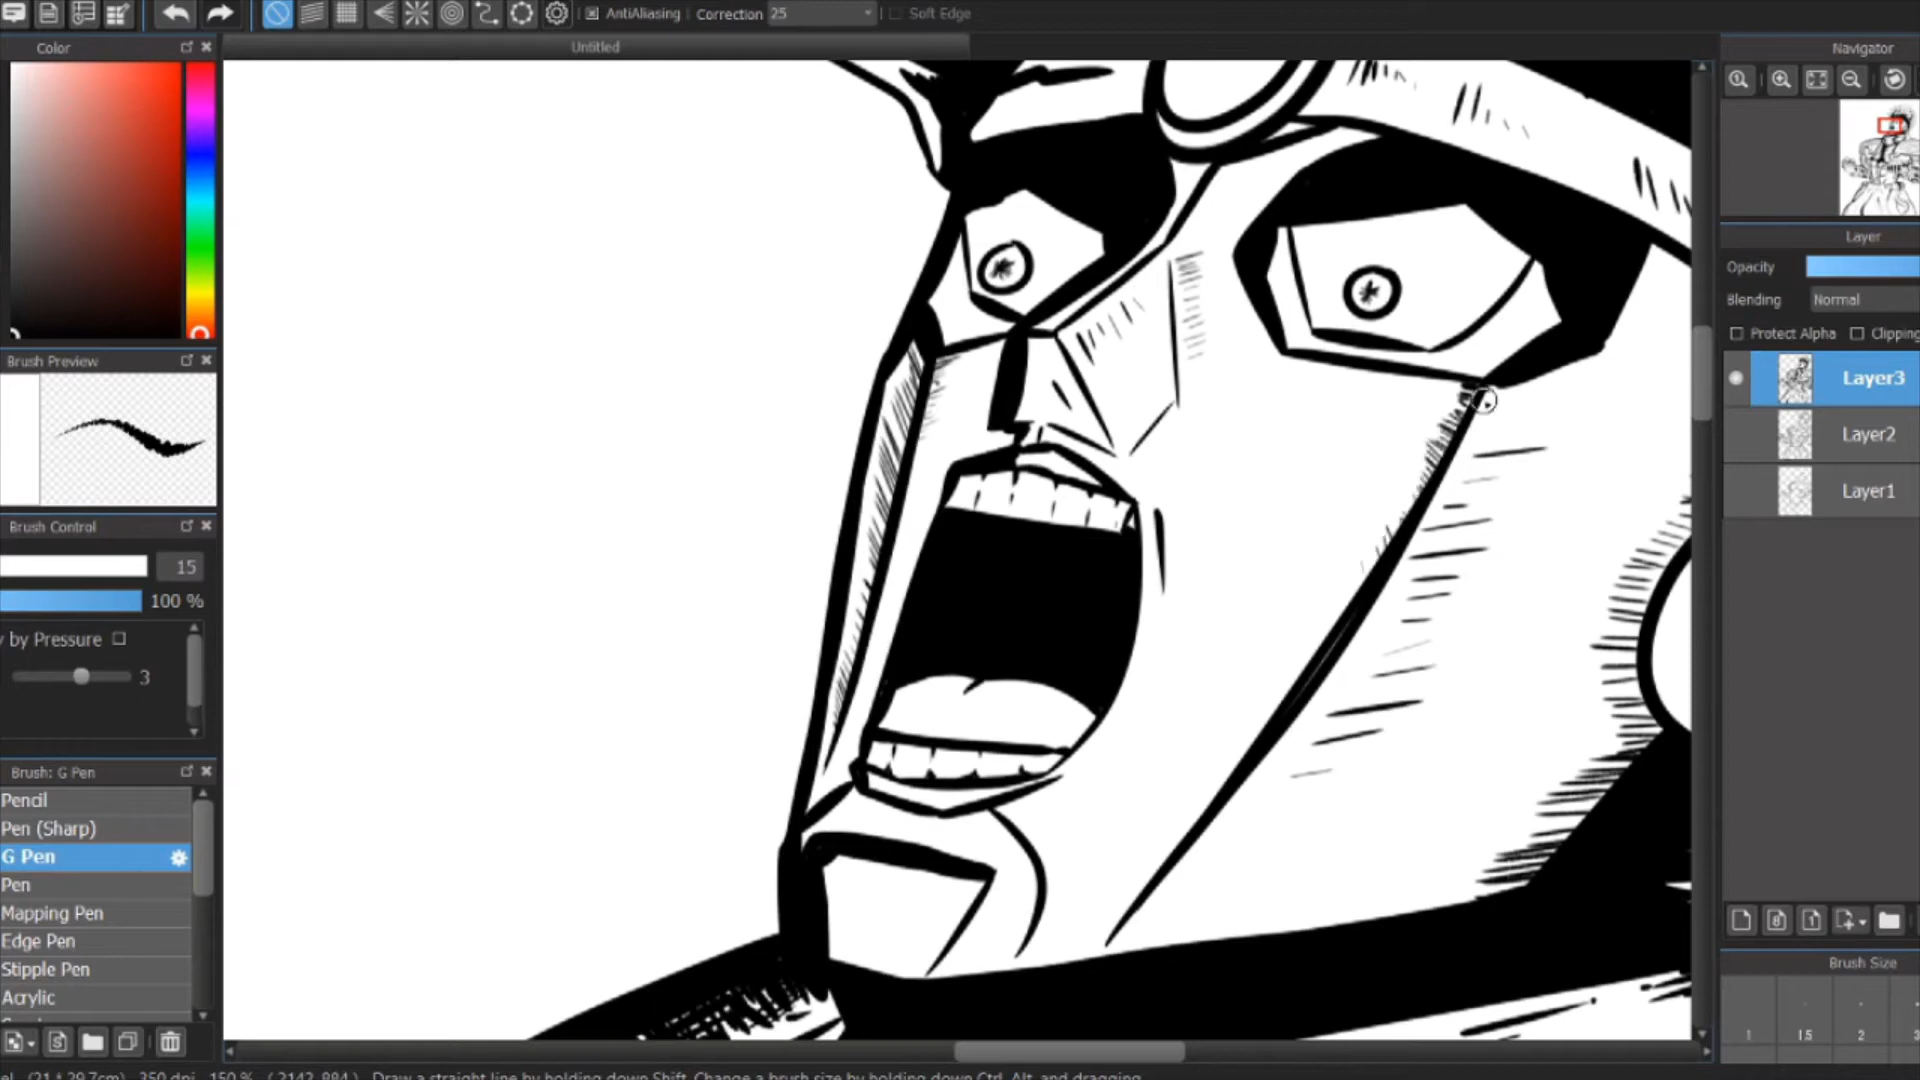 AntiAliasing
Correction 25
Soft Edge
Color
Untitled
Navigator
Layer
Opacity
Blending Normal
Protect Alpha
Clipping
Layer3
Layer2
Layer1
Brush Preview
Brush Control
15
100 %
y by Pressure
3
Brush: G Pen
Pencil
Pen (Sharp)
G Pen
Pen
Mapping Pen
Edge Pen
Stipple Pen
Acrylic
Brush Size
1 15 2 3
(21 * 29.7cm) 350 dpi 150 % ( 2142, 884 ) Draw a straight line by holding down Shift, Change a brush size by holding down Ctrl, Alt, and dragging